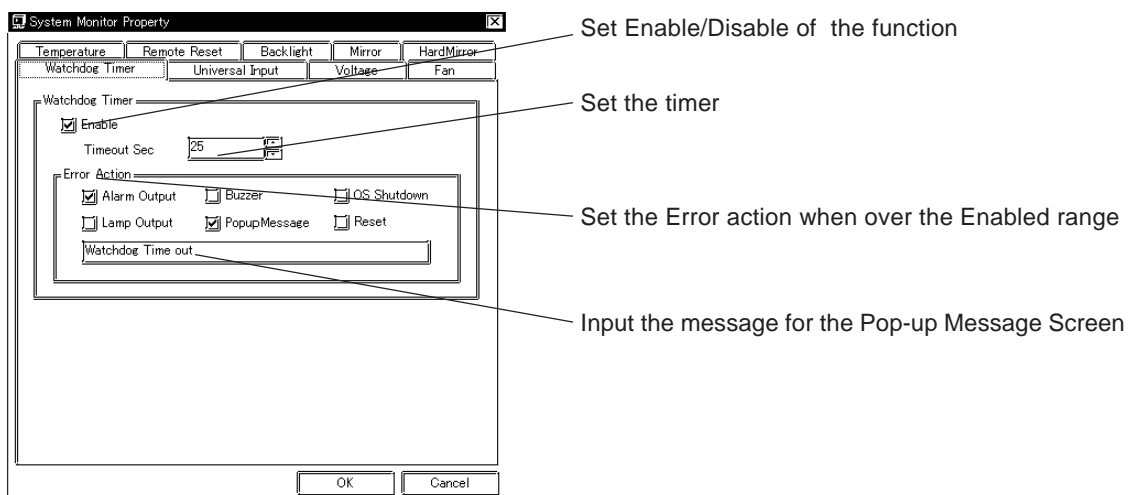 System Monitor Property
Temperature
Remote Reset
Backlight
Mirror
HardMirror
Watchdog Timer
Universal Input
Voltage
Fan
Watchdog Timer
Enable
Timeout Sec
25
Error Action
Alarm Output
Buzzer
OS Shutdown
Lamp Output
PopupMessage
Reset
Watchdog Time out
OK
Cancel
Set Enable/Disable of the function
Set the timer
Set the Error action when over the Enabled range
Input the message for the Pop-up Message Screen